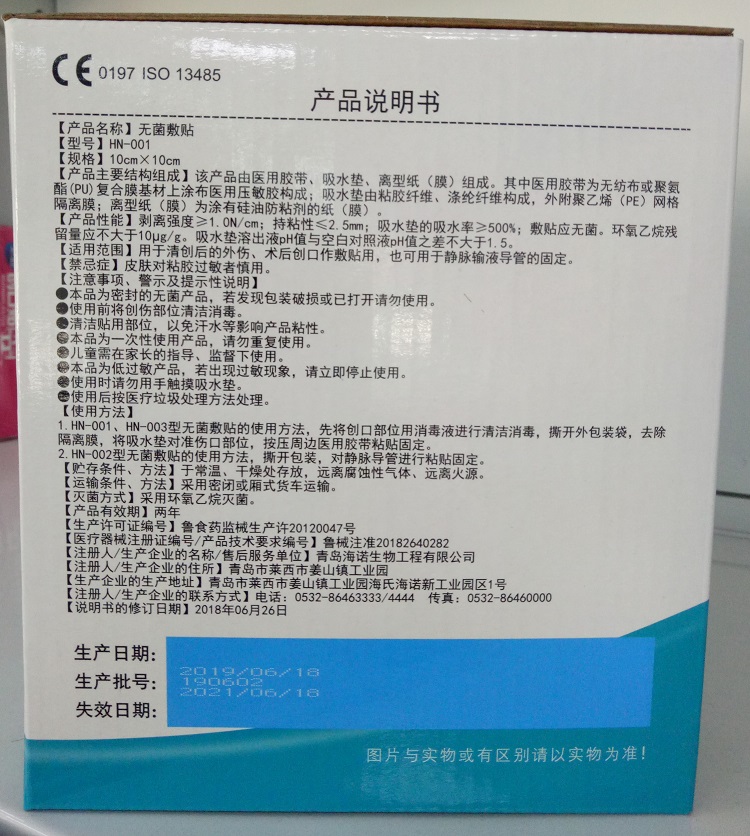 CE 0197 ISO 13485
产品说明书
【产品名称】无菌敷贴
【型号】HN-001
【规格】10cm×10cm
【产品主要结构组成】该产品由医用胶带、吸水垫、离型纸（膜）组成。其中医用胶带为无纺布或聚氨
酯(PU)复合膜基材上涂布医用压敏胶构成；吸水垫由粘胶纤维、涤纶纤维构成，外附聚乙烯（PE）网格
隔离膜；离型纸（膜）为涂有硅油防粘剂的纸（膜）。
【产品性能】剥离强度≥1.0N/cm；持粘性≤2.5mm；吸水垫的吸水率≥500%；敷贴应无菌。环氧乙烷残
留量应不大于10μg/g。吸水垫溶出液pH值与空白对照液pH值之差不大于1.5。
【适用范围】用于清创后的外伤、术后创口作敷贴用，也可用于静脉输液导管的固定。
【禁忌症】皮肤对粘胶过敏者慎用。
【注意事项、警示及提示性说明】
●本品为密封的无菌产品，若发现包装破损或已打开请勿使用。
●使用前将创伤部位清洁消毒。
●清洁贴用部位，以免汗水等影响产品粘性。
●本品为一次性使用产品，请勿重复使用。
●儿童需在家长的指导、监督下使用。
●本品为低过敏产品，若出现过敏现象，请立即停止使用。
●使用时请勿用手触摸吸水垫。
●使用后按医疗垃圾处理方法处理。
【使用方法】
1.HN-001、HN-003型无菌敷贴的使用方法，先将创口部位用消毒液进行清洁消毒，撕开外包装袋，去除
隔离膜，将吸水垫对准伤口部位，按压周边医用胶带粘贴固定。
2.HN-002型无菌敷贴的使用方法，撕开包装，对静脉导管进行粘贴固定。
【贮存条件、方法】于常温、干燥处存放，远离腐蚀性气体、远离火源。
【运输条件、方法】采用密闭或厢式货车运输。
【灭菌方式】采用环氧乙烷灭菌。
【产品有效期】两年
【生产许可证编号】鲁食药监械生产许20120047号
【医疗器械注册证编号/产品技术要求编号】鲁械注准20182640282
【注册人/生产企业的名称/售后服务单位】青岛海诺生物工程有限公司
【注册人/生产企业的住所】青岛市莱西市姜山镇工业园
【生产企业的生产地址】青岛市莱西市姜山镇工业园海氏海诺新工业园区1号
【注册人/生产企业的联系方式】电话：0532-86463333/4444 传真：0532-86460000
【说明书的修订日期】2018年06月26日
生产日期：2019/06/18
生产批号：190602
失效日期：2021/06/18
图片与实物或有区别请以实物为准！